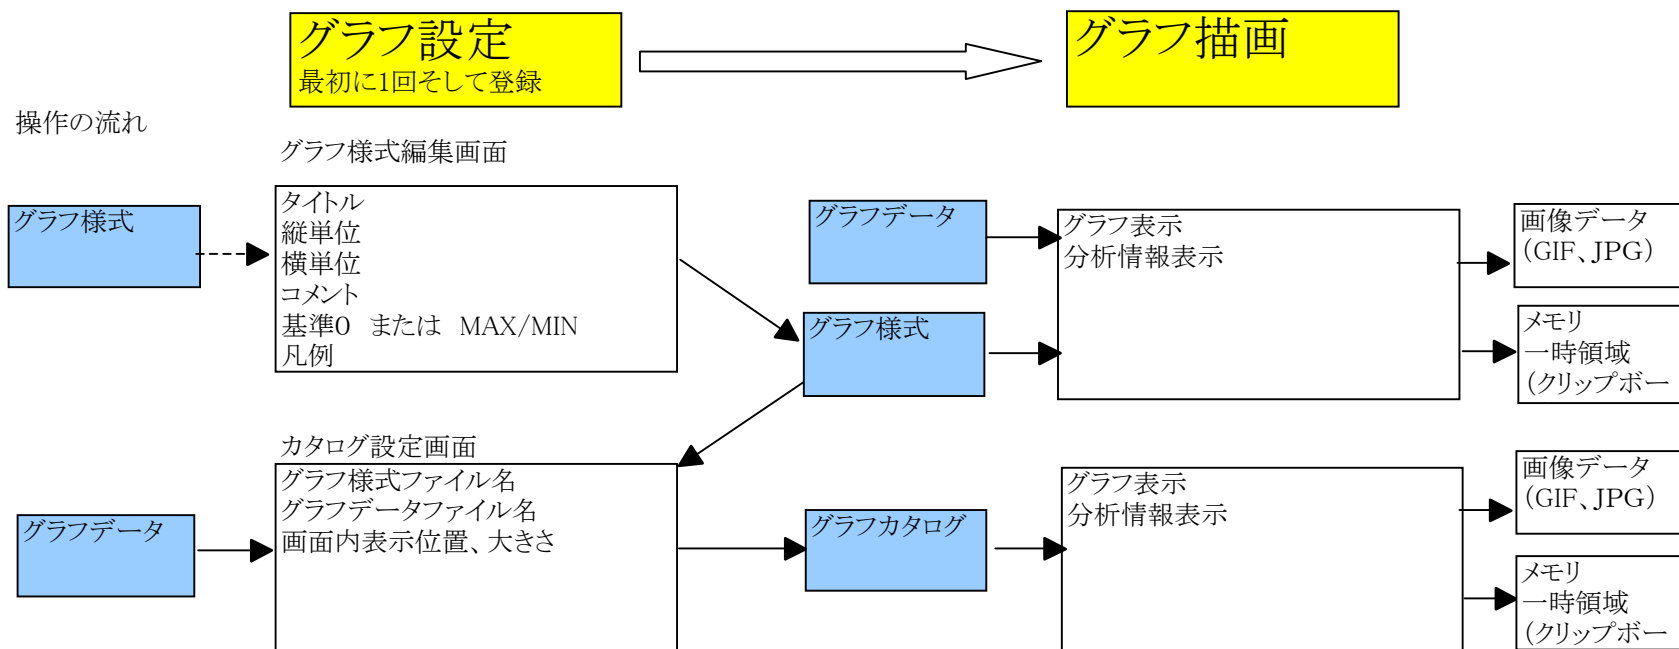 グラフ設定
最初に1回そして登録
グラフ描画
操作の流れ
グラフ様式編集画面
グラフ様式
タイトル
縦単位
横単位
コメント
基準0 または MAX/MIN
凡例
グラフデータ
グラフ様式
グラフ表示
分析情報表示
画像データ
(GIF、JPG)
メモリ
一時領域
(クリップボー
カタログ設定画面
グラフデータ
グラフ様式ファイル名
グラフデータファイル名
画面内表示位置、大きさ
グラフカタログ
グラフ表示
分析情報表示
画像データ
(GIF、JPG)
メモリ
一時領域
(クリップボー